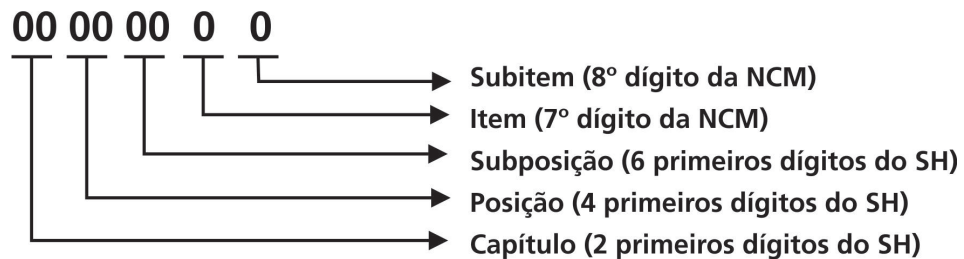 00 00 00 0 0
Subitem (8º dígito da NCM)
Item (7º dígito da NCM)
Subposição (6 primeiros dígitos do SH)
Posição (4 primeiros dígitos do SH)
Capítulo (2 primeiros dígitos do SH)